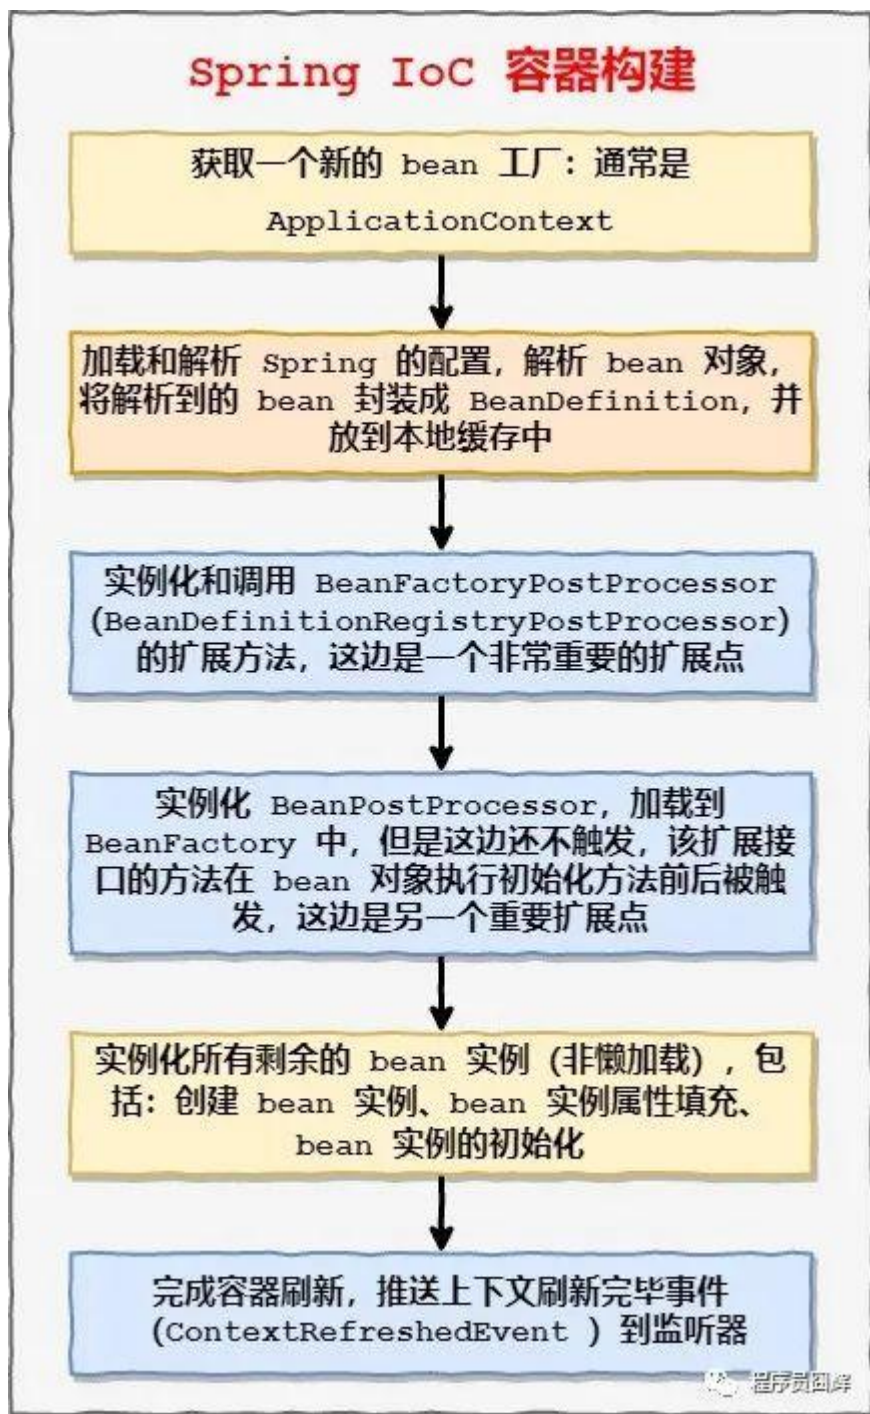 Spring IoC 容器构建
获取一个新的 bean 工厂：通常是
ApplicationContext
加载和解析 Spring 的配置，解析 bean 对象，
将解析到的 bean 封装成 BeanDefinition，并
放到本地缓存中
实例化和调用 BeanFactoryPostProcessor
(BeanDefinitionRegistryPostProcessor)
的扩展方法，这边是一个非常重要的扩展点
实例化 BeanPostProcessor，加载到
BeanFactory 中，但是这边还不触发，该扩展接
口的方法在 bean 对象执行初始化方法前后被触
发，这边是另一个重要扩展点
实例化所有剩余的 bean 实例（非懒加载），包
括：创建 bean 实例、bean 实例属性填充、
bean 实例的初始化
完成容器刷新，推送上下文刷新完毕事件
(ContextRefreshedEvent ) 到监听器
程序员囧辉